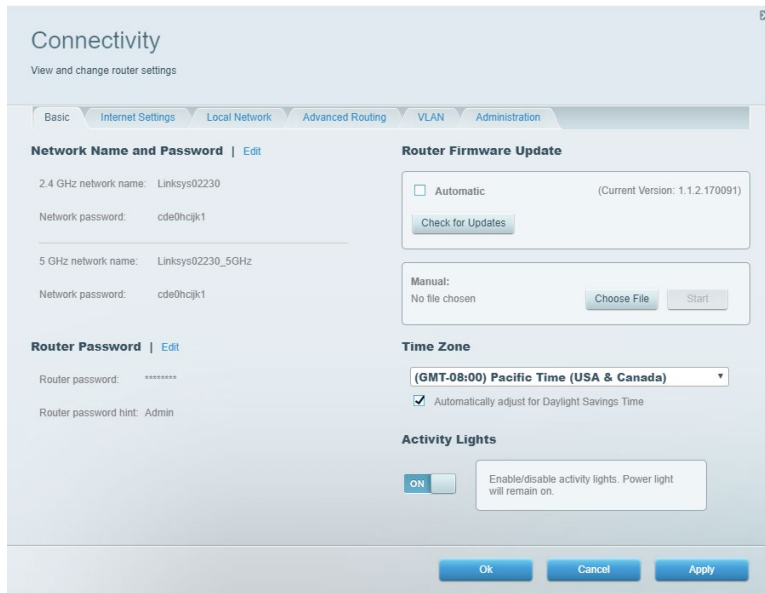 Connectivity
View and change router settings
Basic
Internet Settings
Local Network
Advanced Routing
VLAN
Administration
Network Name and Password | Edit
2.4 GHz network name: Linksys02230
Network password: cde0hcijk1
5 GHz network name: Linksys02230_5GHz
Network password: cde0hcijk1
Router Password | Edit
Router password: ********
Router password hint: Admin
Router Firmware Update
Automatic
(Current Version: 1.1.2.170091)
Check for Updates
Manual:
No file chosen
Choose File
Start
Time Zone
(GMT-08:00) Pacific Time (USA & Canada)
Automatically adjust for Daylight Savings Time
Activity Lights
ON
Enable/disable activity lights. Power light
will remain on.
Ok
Cancel
Apply